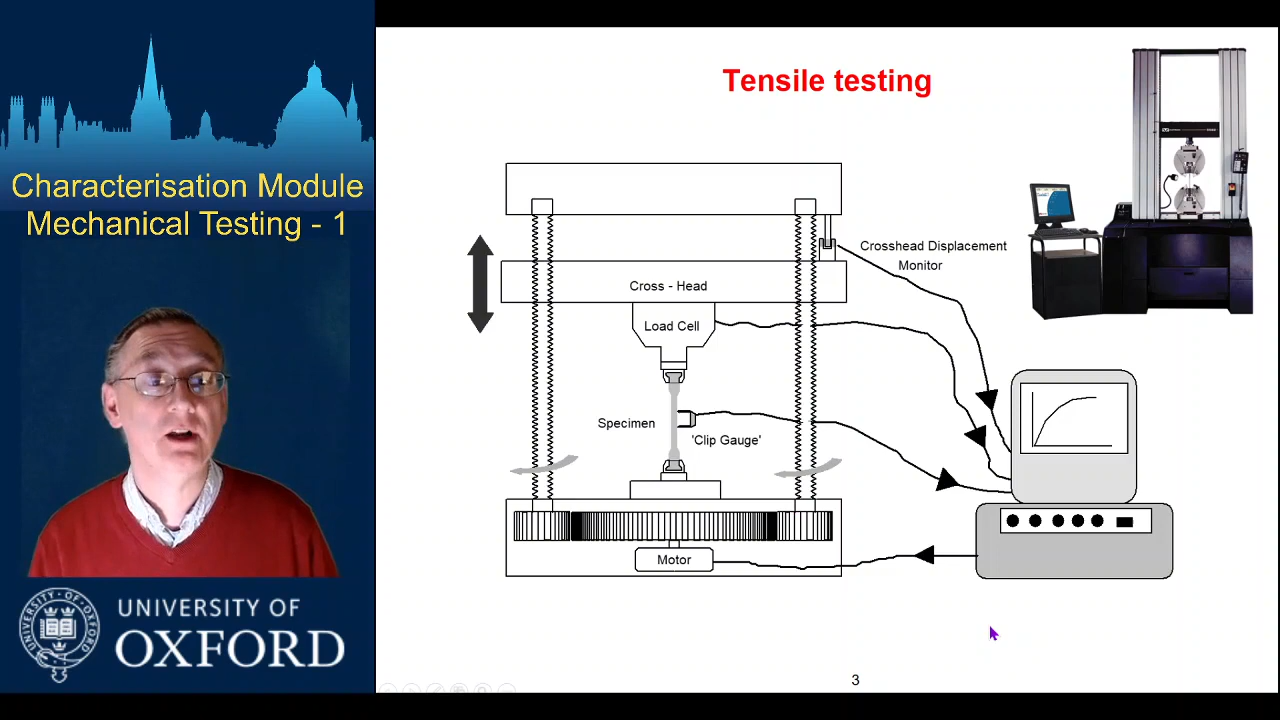 Characterisation Module
Mechanical Testing - 1
UNIVERSITY OF
OXFORD
Tensile testing
Crosshead Displacement
Monitor
Cross - Head
Load Cell
Specimen
'Clip Gauge'
Motor
3